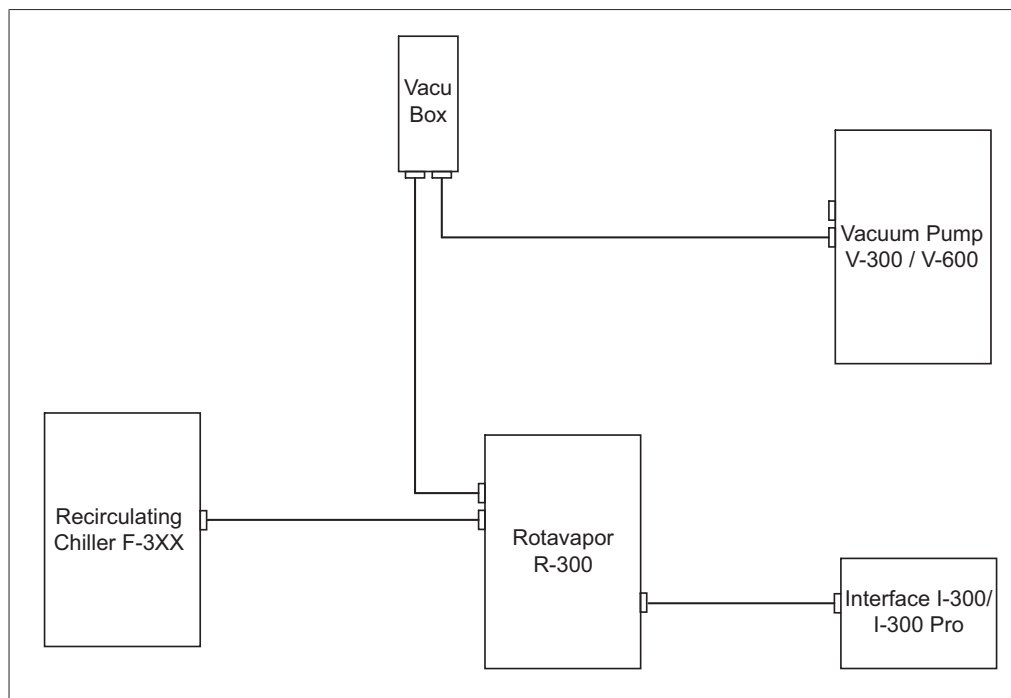 Vacu
Box
Vacuum Pump
V-300 / V-600
Recirculating
Chiller F-3XX
Rotavapor
R-300
Interface I-300/
I-300 Pro